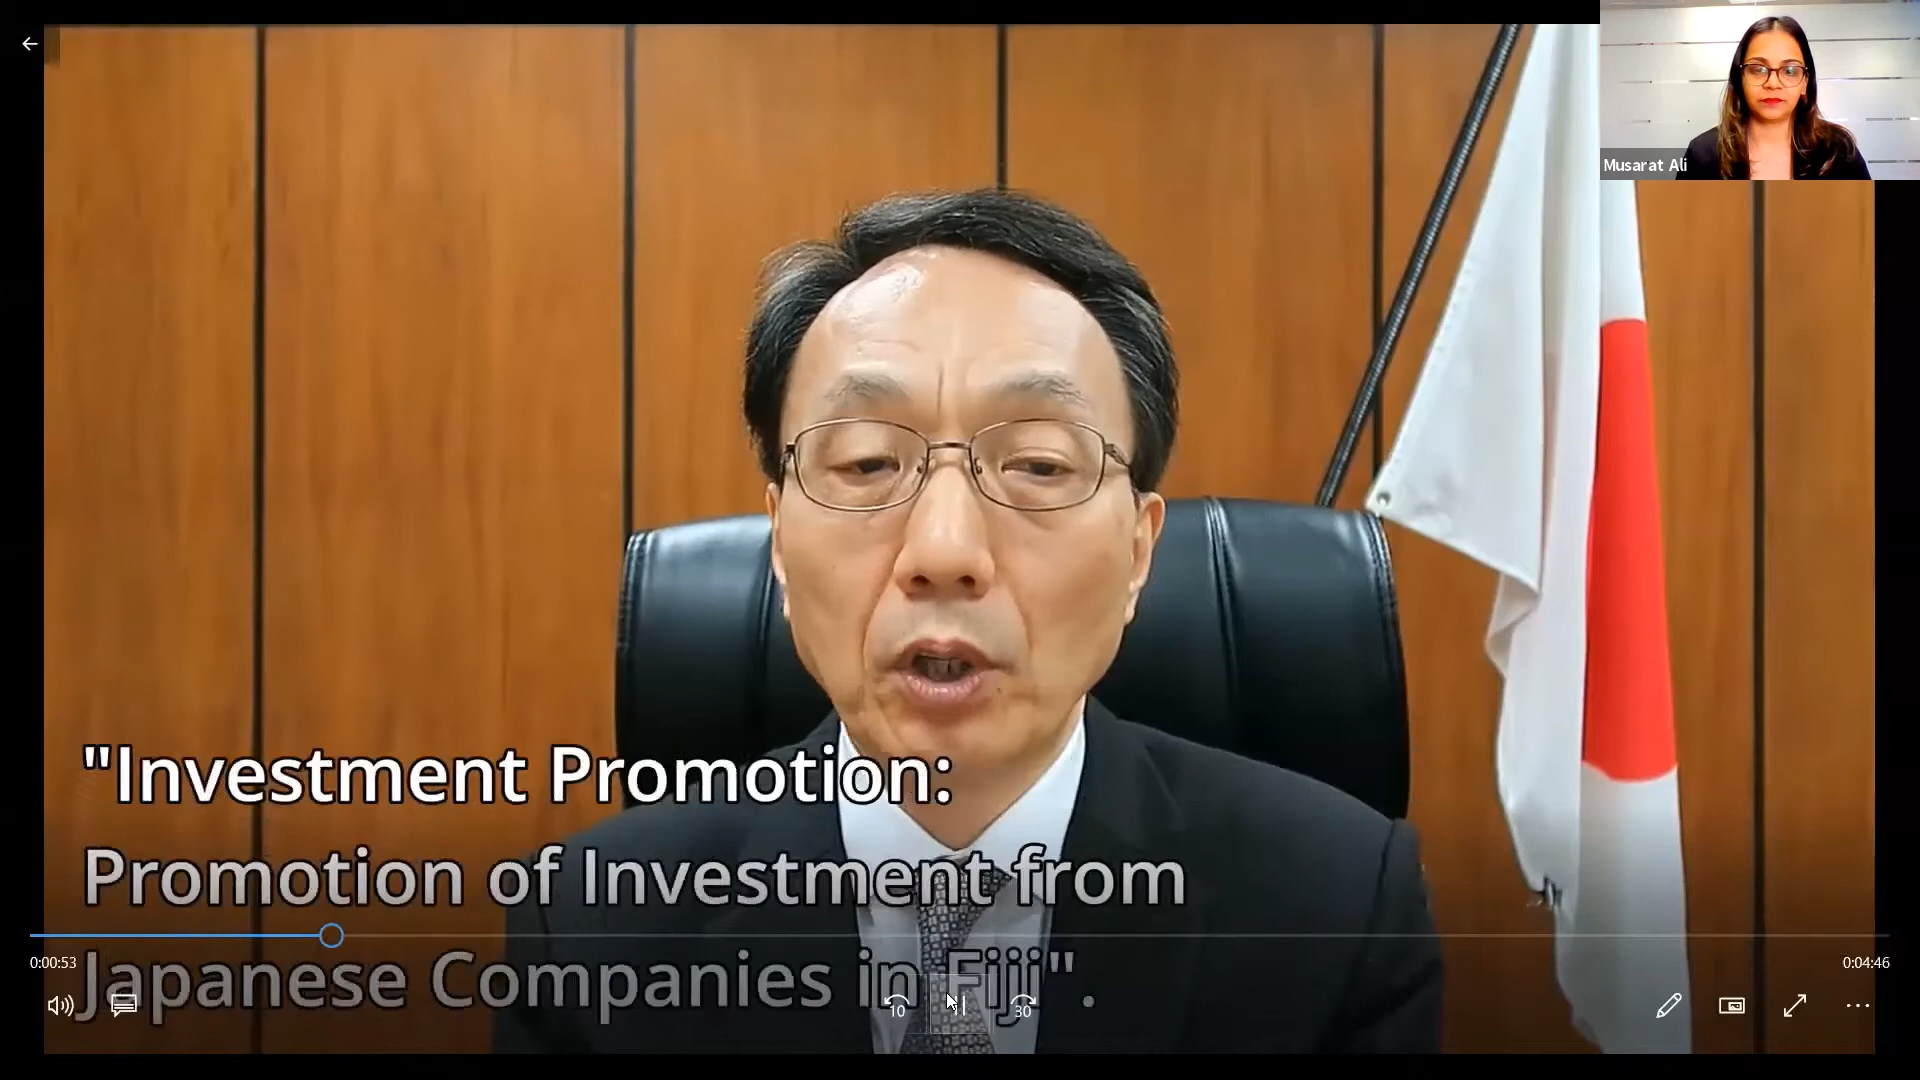 Musarat Ali
"Investment Promotion:
Promotion of Investment from
Japanese Companies in Fiji".
0:00:53
0:04:46
10
30